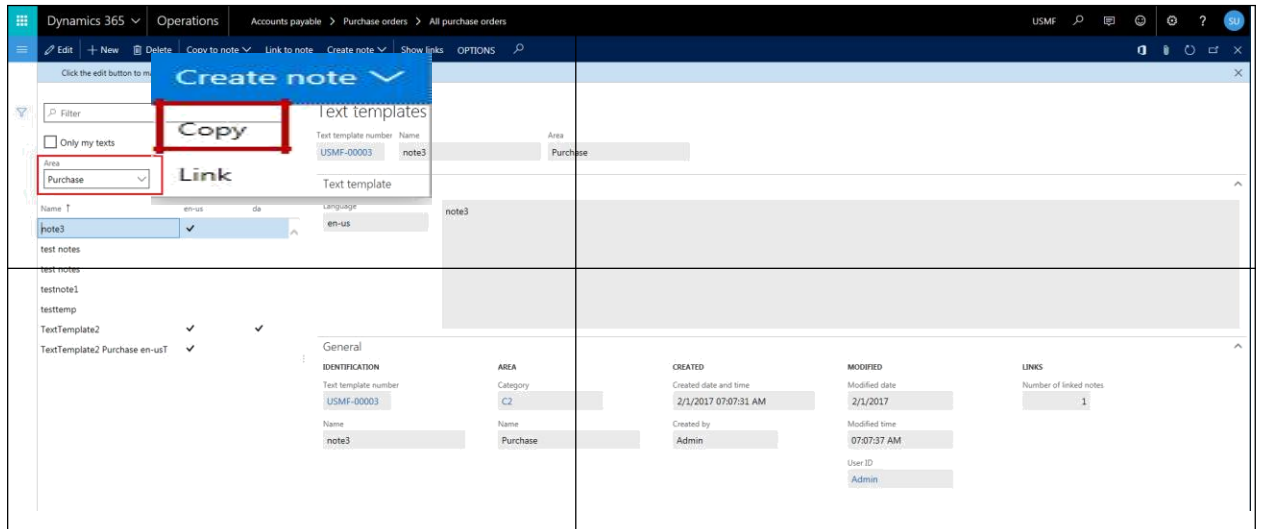 Dynamics 365 Operations Accounts payable > Purchase orders > All purchase orders USMF ? SU
Edit + New Delete Copy to note Link to note Create note Show links OPTIONS
Click the edit button to ma
Create note
Copy
Link
Filter
Only my texts
Area
Purchase
Name ↑ en-us da
note3 ✔
test notes
test notes
testnote1
testtemp
TextTemplate2 ✔ ✔
TextTemplate2 Purchase en-usT ✔
Text templates
Text template number Name Area
USMF-00003 note3 Purchase
Text template
Language
en-us
note3
General
IDENTIFICATION AREA CREATED MODIFIED LINKS
Text template number Category Created date and time Modified date Number of linked notes
USMF-00003 C2 2/1/2017 07:07:31 AM 2/1/2017 1
Name Name Created by Modified time
note3 Purchase Admin 07:07:37 AM
User ID
Admin